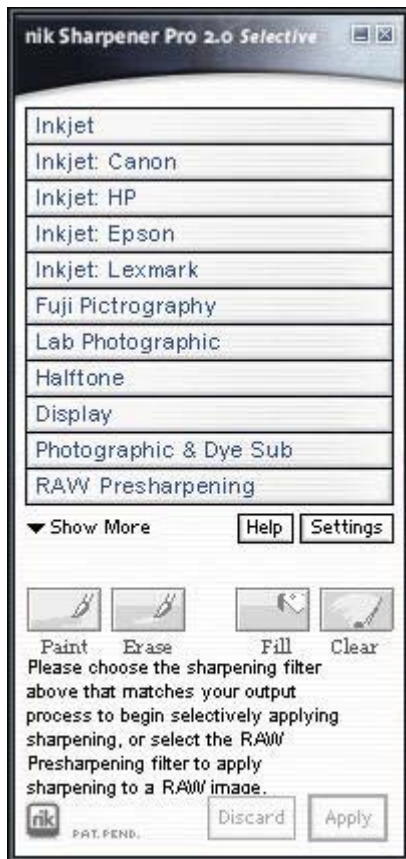 nik Sharpener Pro 2.0 Selective
Inkjet
Inkjet: Canon
Inkjet: HP
Inkjet: Epson
Inkjet: Lexmark
Fuji Pictrography
Lab Photographic
Halftone
Display
Photographic & Dye Sub
RAW Presharpening
Show More Help Settings
Paint Erase Fill Clear
Please choose the sharpening filter
above that matches your output
process to begin selectively applying
sharpening, or select the RAW
Presharpening filter to apply
sharpening to a RAW image.
nik PAT. PEND. Discard Apply